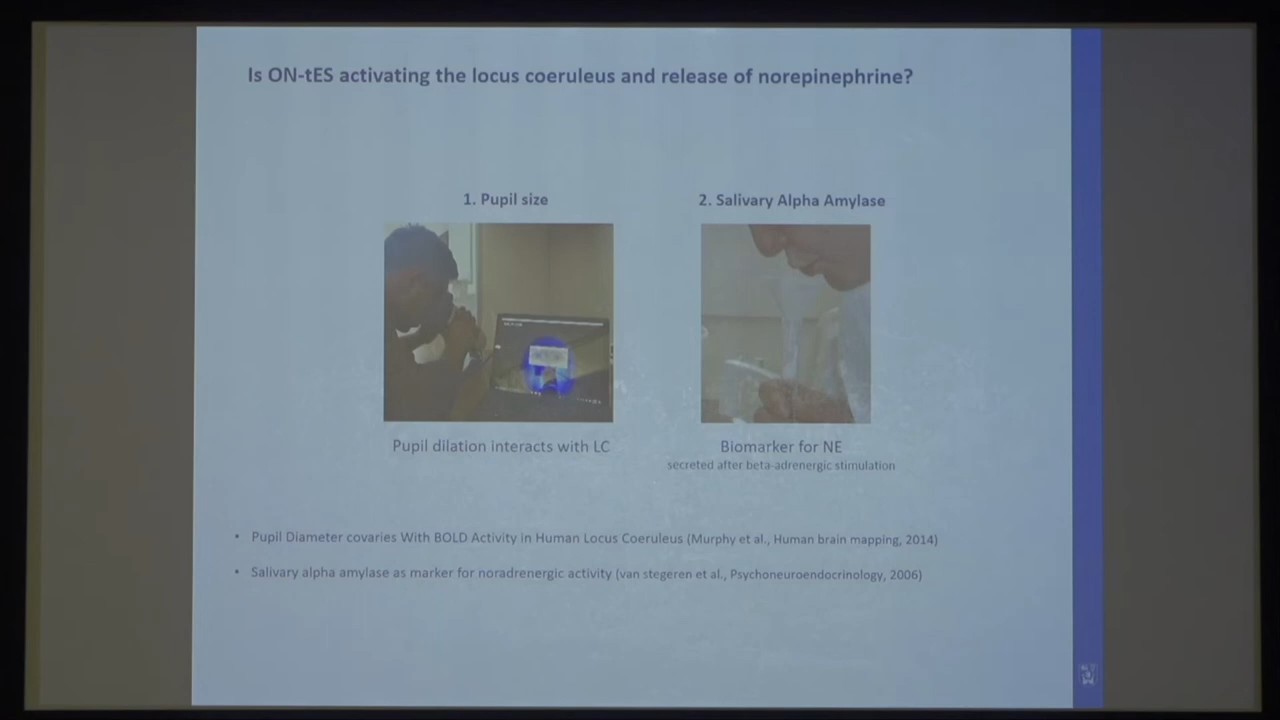 Is ON-tES activating the locus coeruleus and release of norepinephrine?
1. Pupil size
2. Salivary Alpha Amylase
Pupil dilation interacts with LC
Biomarker for NE
secreted after beta-adrenergic stimulation
• Pupil Diameter covaries With BOLD Activity in Human Locus Coeruleus (Murphy et al., Human brain mapping, 2014)
• Salivary alpha amylase as marker for noradrenergic activity (van stegeren et al., Psychoneuroendocrinology, 2006)